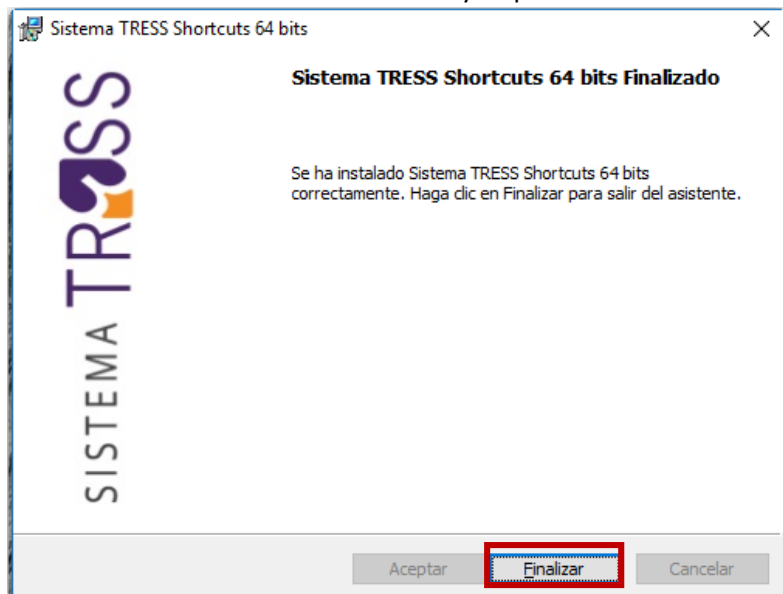 Sistema TRESS Shortcuts 64 bits
SISTEMA TRESS
Sistema TRESS Shortcuts 64 bits Finalizado
Se ha instalado Sistema TRESS Shortcuts 64 bits
correctamente. Haga clic en Finalizar para salir del asistente.
Aceptar
Finalizar
Cancelar